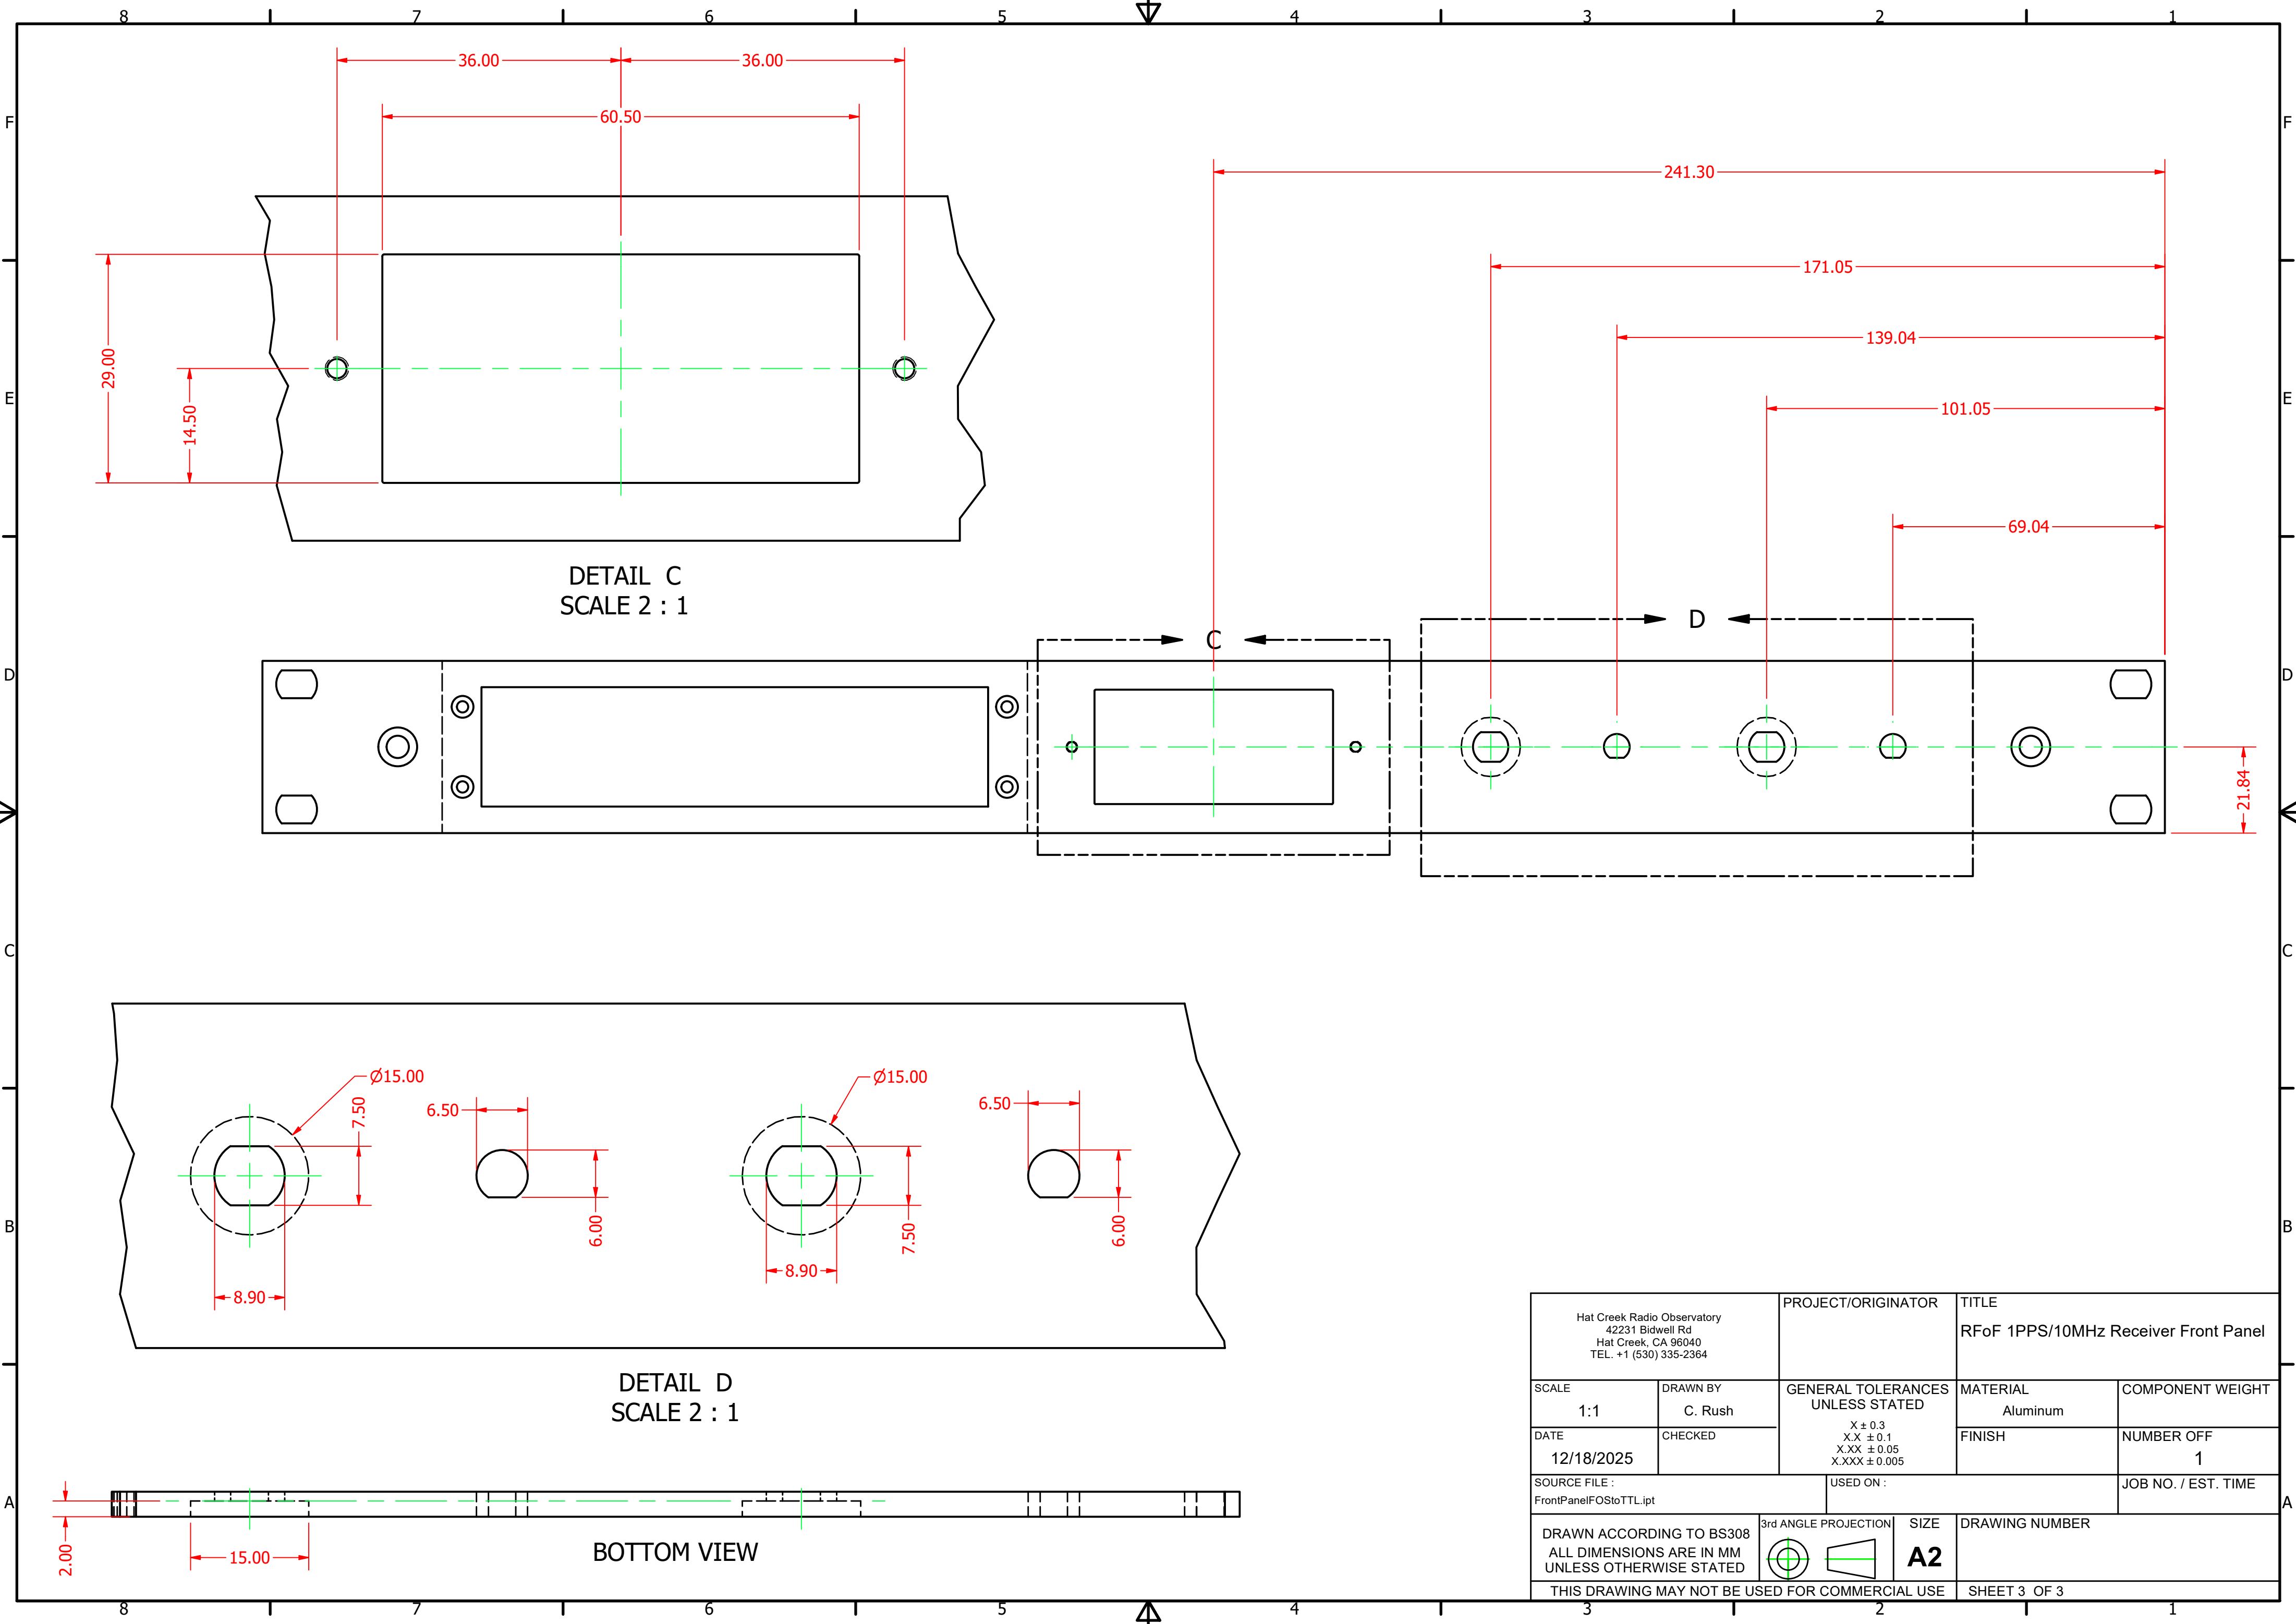 8 7 6 5 4 3 2 1
36.00 36.00
60.50
F F
241.30
171.05
139.04
29.00
14.50
E E
101.05
69.04
DETAIL C
SCALE 2 : 1
C
D
D D
21.84
C C
Ø15.00
7.50
6.50
Ø15.00
6.50
6.00
7.50
6.00
B B
8.90
8.90
DETAIL D
SCALE 2 : 1
A A
2.00
15.00
BOTTOM VIEW
Hat Creek Radio Observatory
42231 Bidwell Rd
Hat Creek, CA 96040
TEL. +1 (530) 335-2364
PROJECT/ORIGINATOR
TITLE
RFoF 1PPS/10MHz Receiver Front Panel
SCALE
1:1
DRAWN BY
C. Rush
GENERAL TOLERANCES
UNLESS STATED
X ± 0.3
X.X ± 0.1
X.XX ± 0.05
X.XXX ± 0.005
MATERIAL
Aluminum
COMPONENT WEIGHT
DATE
12/18/2025
CHECKED
FINISH
NUMBER OFF
1
SOURCE FILE :
FrontPanelFOStoTTL.ipt
USED ON :
JOB NO. / EST. TIME
DRAWN ACCORDING TO BS308
ALL DIMENSIONS ARE IN MM
UNLESS OTHERWISE STATED
3rd ANGLE PROJECTION
SIZE
A2
DRAWING NUMBER
THIS DRAWING MAY NOT BE USED FOR COMMERCIAL USE
SHEET 3 OF 3
8 7 6 5 4 3 2 1